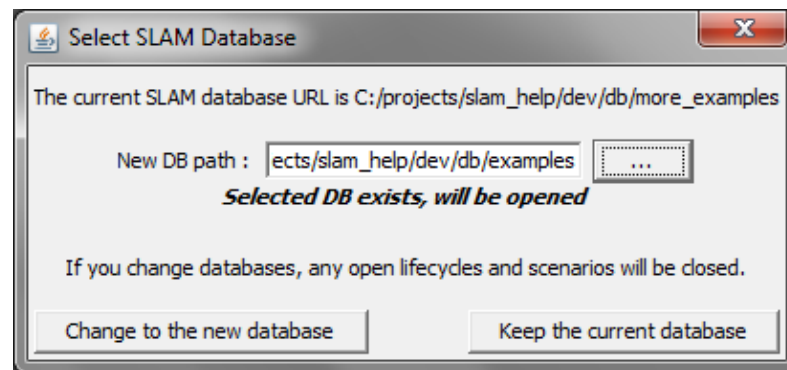 Select SLAM Database
The current SLAM database URL is C:/projects/slam_help/dev/db/more_examples
New DB path : ects/slam_help/dev/db/examples ...
Selected DB exists, will be opened
If you change databases, any open lifecycles and scenarios will be closed.
Change to the new database Keep the current database